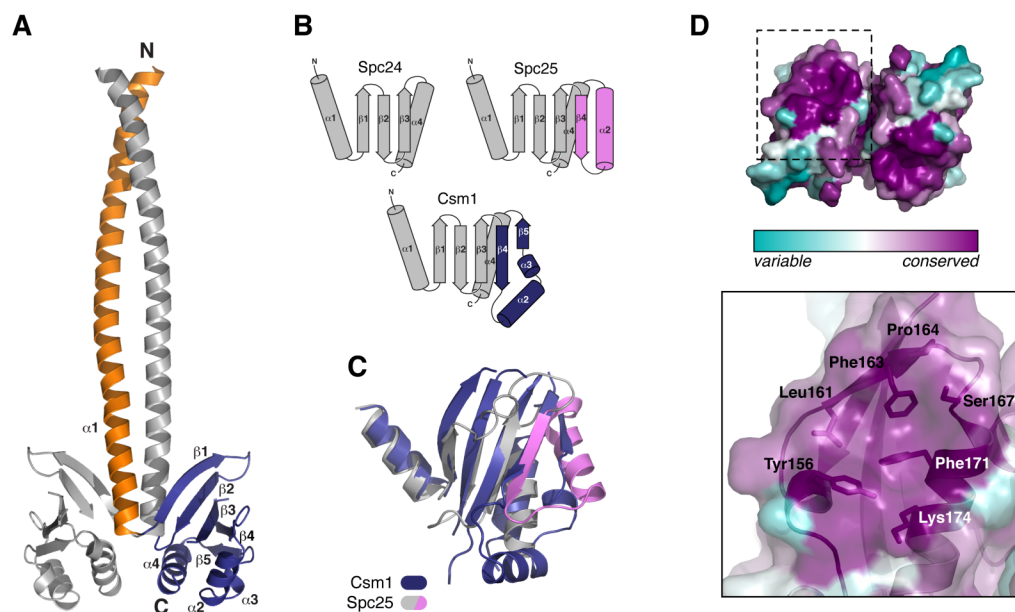 A
N
α1
β1
β2
β3
β4
α4
β5
C
α2
α3
B
Spc24
N
α1
β1
β2
β3
α4
C
Spc25
N
α1
β1
β2
β3
α4
β4
α2
C
Csm1
N
α1
β1
β2
β3
α4
β4
β5
α3
α2
C
C
Csm1
Spc25
D
variable
conserved
Pro164
Phe163
Leu161
Ser167
Tyr156
Phe171
Lys174